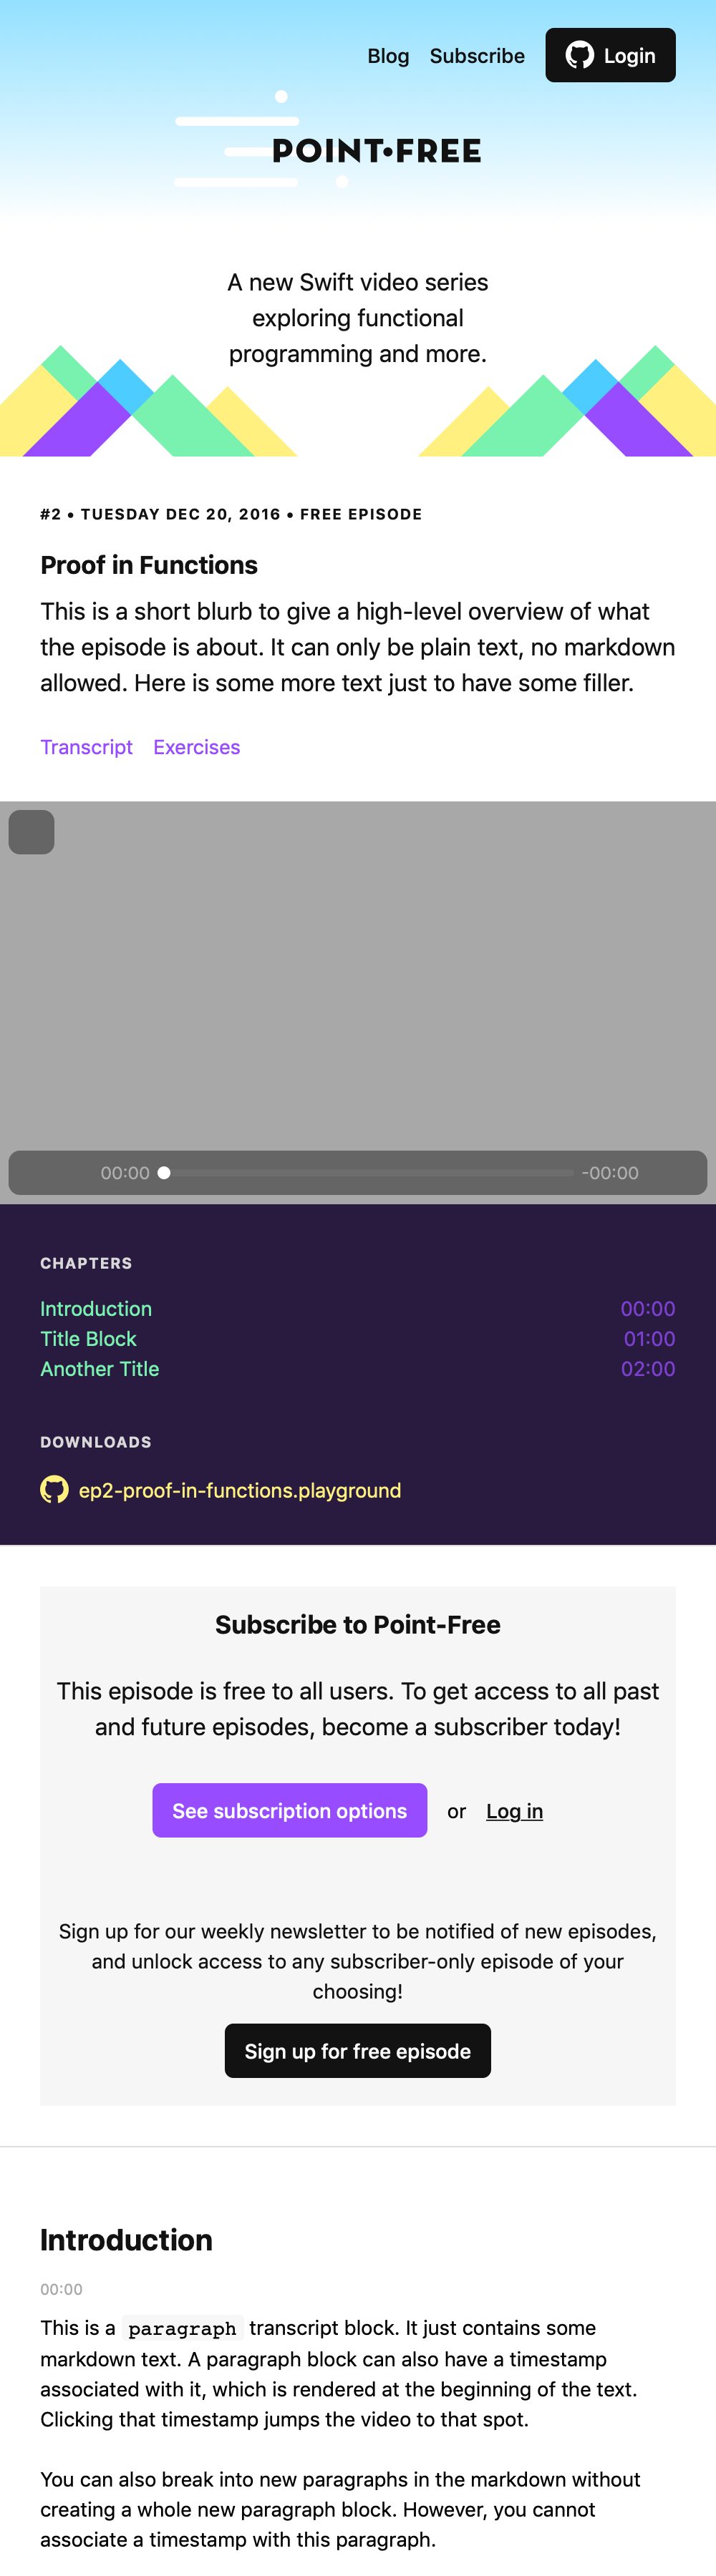 Blog Subscribe Login
POINT•FREE
A new Swift video series
exploring functional
programming and more.
#2 • TUESDAY DEC 20, 2016 • FREE EPISODE
Proof in Functions
This is a short blurb to give a high-level overview of what
the episode is about. It can only be plain text, no markdown
allowed. Here is some more text just to have some filler.
Transcript Exercises
00:00 -00:00
CHAPTERS
Introduction 00:00
Title Block 01:00
Another Title 02:00
DOWNLOADS
ep2-proof-in-functions.playground
Subscribe to Point-Free
This episode is free to all users. To get access to all past
and future episodes, become a subscriber today!
See subscription options or Log in
Sign up for our weekly newsletter to be notified of new episodes,
and unlock access to any subscriber-only episode of your
choosing!
Sign up for free episode
Introduction
00:00
This is a paragraph transcript block. It just contains some
markdown text. A paragraph block can also have a timestamp
associated with it, which is rendered at the beginning of the text.
Clicking that timestamp jumps the video to that spot.
You can also break into new paragraphs in the markdown without
creating a whole new paragraph block. However, you cannot
associate a timestamp with this paragraph.